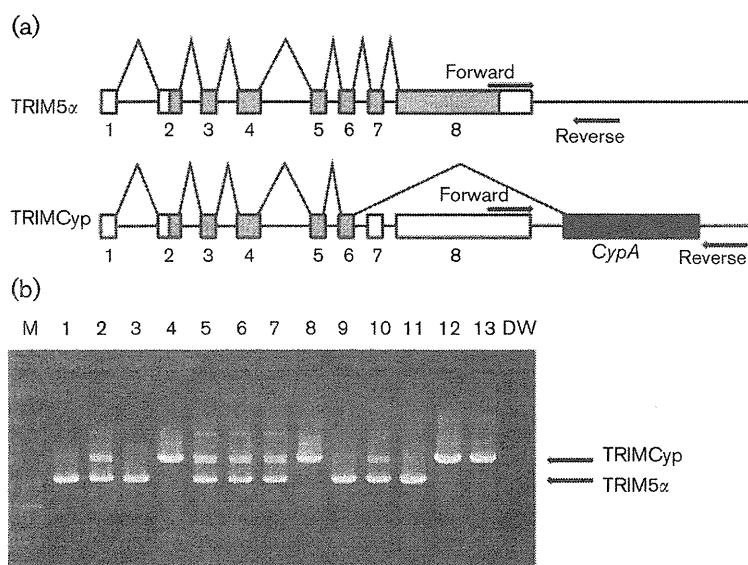 (a)
Forward
TRIM5α
1 2 3 4 5 6 7 8
Reverse
TRIMCyp
Forward
1 2 3 4 5 6 7 8
CypA
Reverse
(b)
M 1 2 3 4 5 6 7 8 9 10 11 12 13 DW
TRIMCyp
TRIM5α